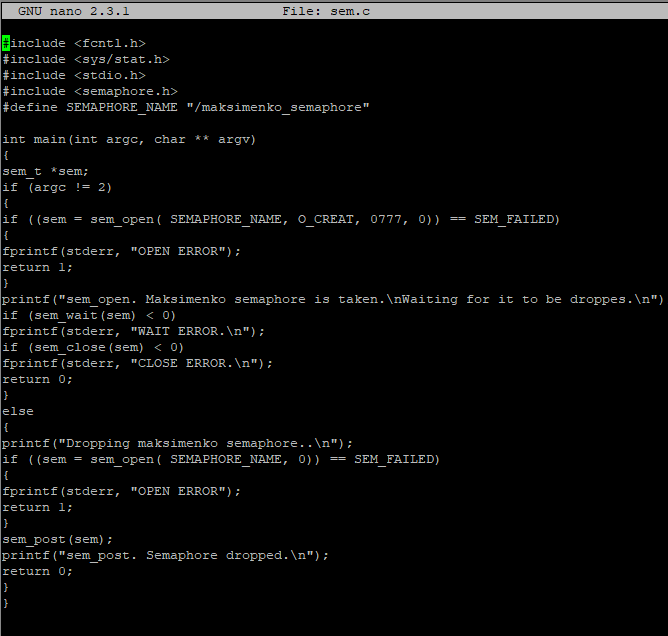 GNU nano 2.3.1 File: sem.c
#include <fcntl.h>
#include <sys/stat.h>
#include <stdio.h>
#include <semaphore.h>
#define SEMAPHORE_NAME "/maksimenko_semaphore"
int main(int argc, char ** argv)
{
sem_t *sem;
if (argc != 2)
{
if ((sem = sem_open( SEMAPHORE_NAME, O_CREAT, 0777, 0)) == SEM_FAILED)
{
fprintf(stderr, "OPEN ERROR");
return 1;
}
printf("sem_open. Maksimenko semaphore is taken.\nWaiting for it to be droppes.\n")
if (sem_wait(sem) < 0)
fprintf(stderr, "WAIT ERROR.\n");
if (sem_close(sem) < 0)
fprintf(stderr, "CLOSE ERROR.\n");
return 0;
}
else
{
printf("Dropping maksimenko semaphore..\n");
if ((sem = sem_open( SEMAPHORE_NAME, 0)) == SEM_FAILED)
{
fprintf(stderr, "OPEN ERROR");
return 1;
}
sem_post(sem);
printf("sem_post. Semaphore dropped.\n");
return 0;
}
}